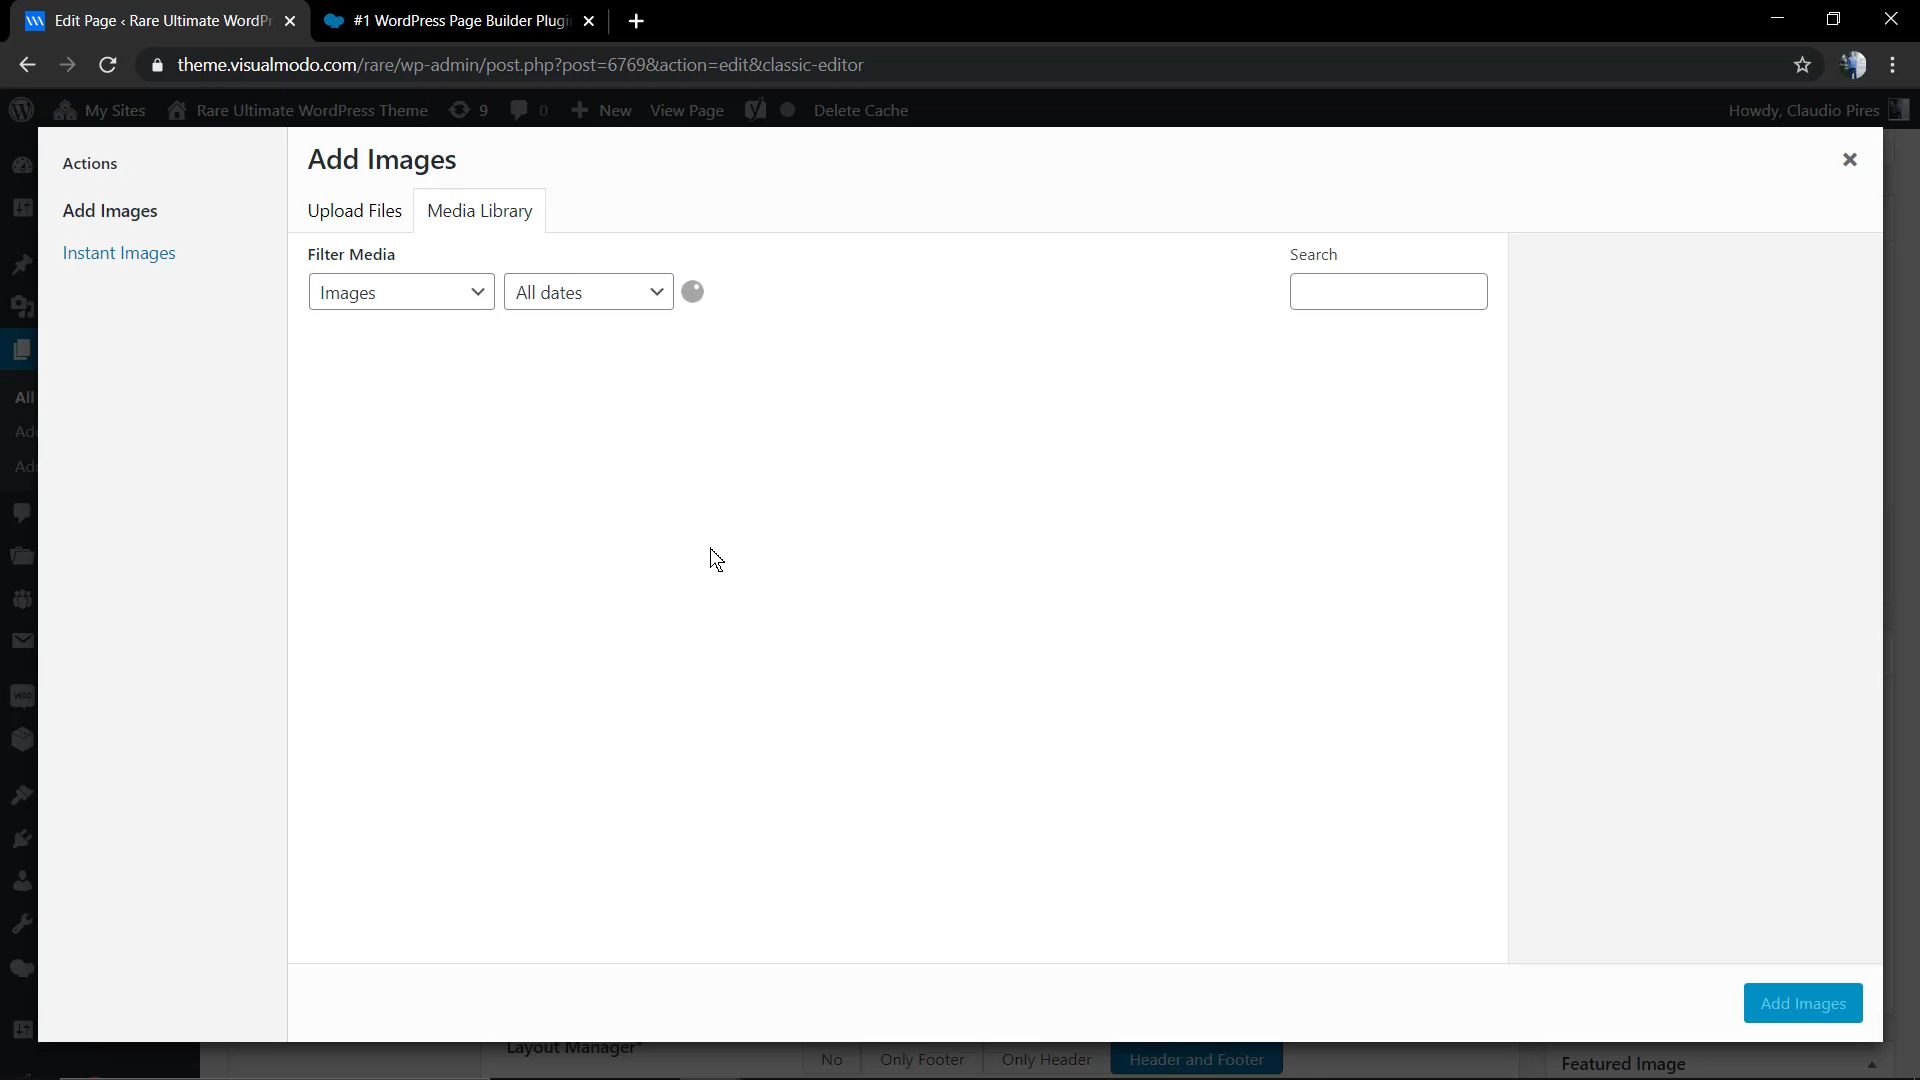 Edit Page ‹ Rare Ultimate WordPr
#1 WordPress Page Builder Plugi
theme.visualmodo.com/rare/wp-admin/post.php?post=6769&action=edit&classic-editor
My Sites
Rare Ultimate WordPress Theme
9
0
New
View Page
Delete Cache
Howdy, Claudio Pires
Actions
Add Images
Instant Images
Add Images
Upload Files
Media Library
Filter Media
Images
All dates
Search
All
Add
Add
WOO
Add Images
Layout Manager
No
Only Footer
Only Header
Header and Footer
Featured Image